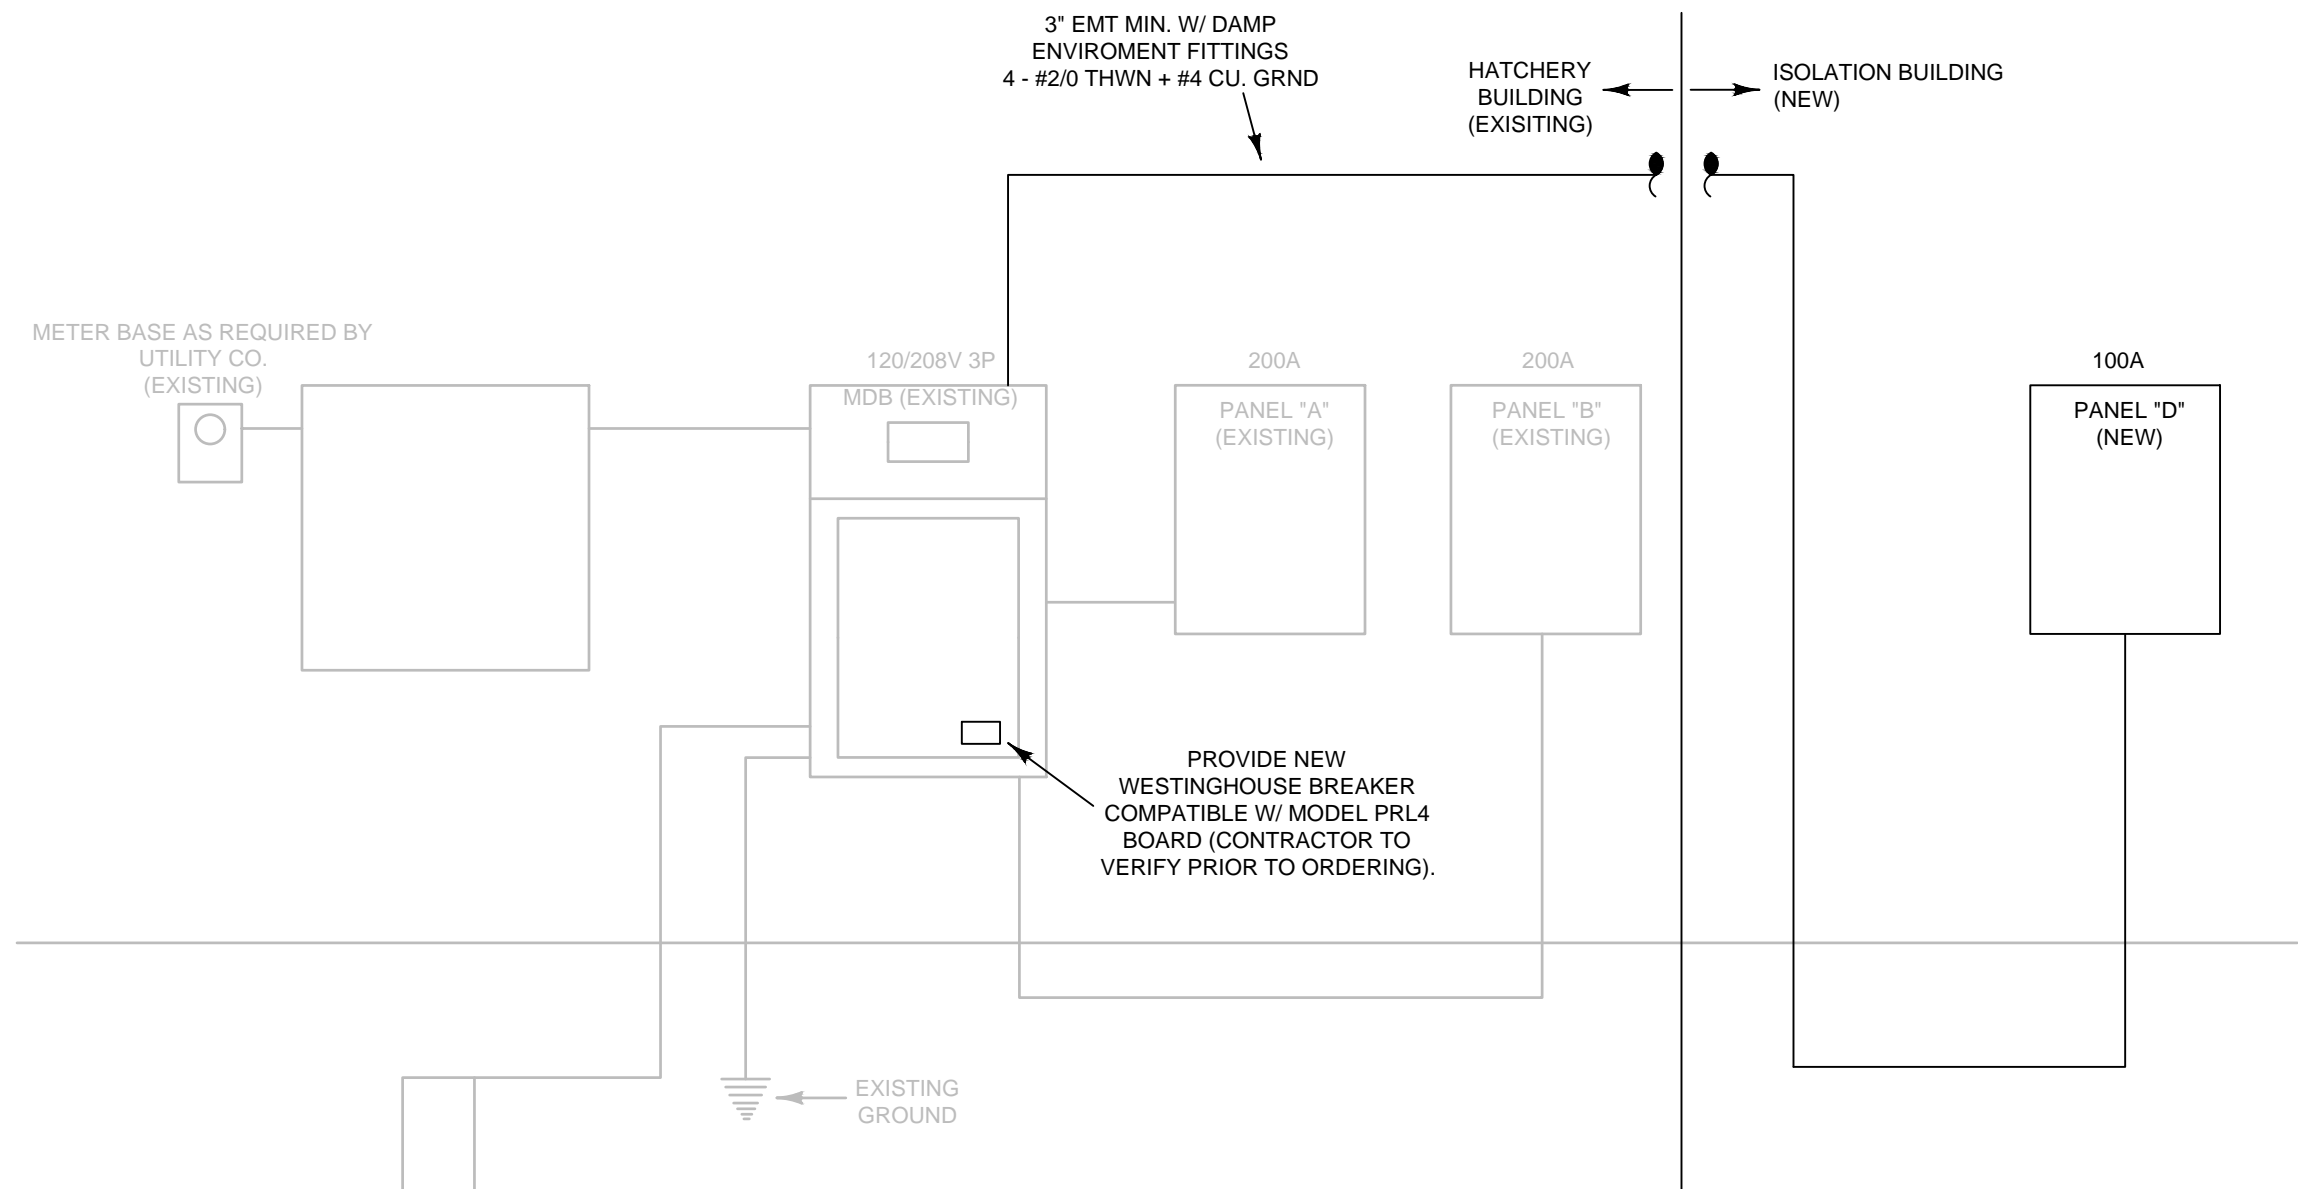 3" EMT MIN. W/ DAMP
ENVIROMENT FITTINGS
4 - #2/0 THWN + #4 CU. GRND
HATCHERY
BUILDING
(EXISITING)
ISOLATION BUILDING
(NEW)
METER BASE AS REQUIRED BY
UTILITY CO.
(EXISTING)
120/208V 3P
MDB (EXISTING)
200A
PANEL "A"
(EXISTING)
200A
PANEL "B"
(EXISTING)
100A
PANEL "D"
(NEW)
PROVIDE NEW
WESTINGHOUSE BREAKER
COMPATIBLE W/ MODEL PRL4
BOARD (CONTRACTOR TO
VERIFY PRIOR TO ORDERING).
EXISTING
GROUND